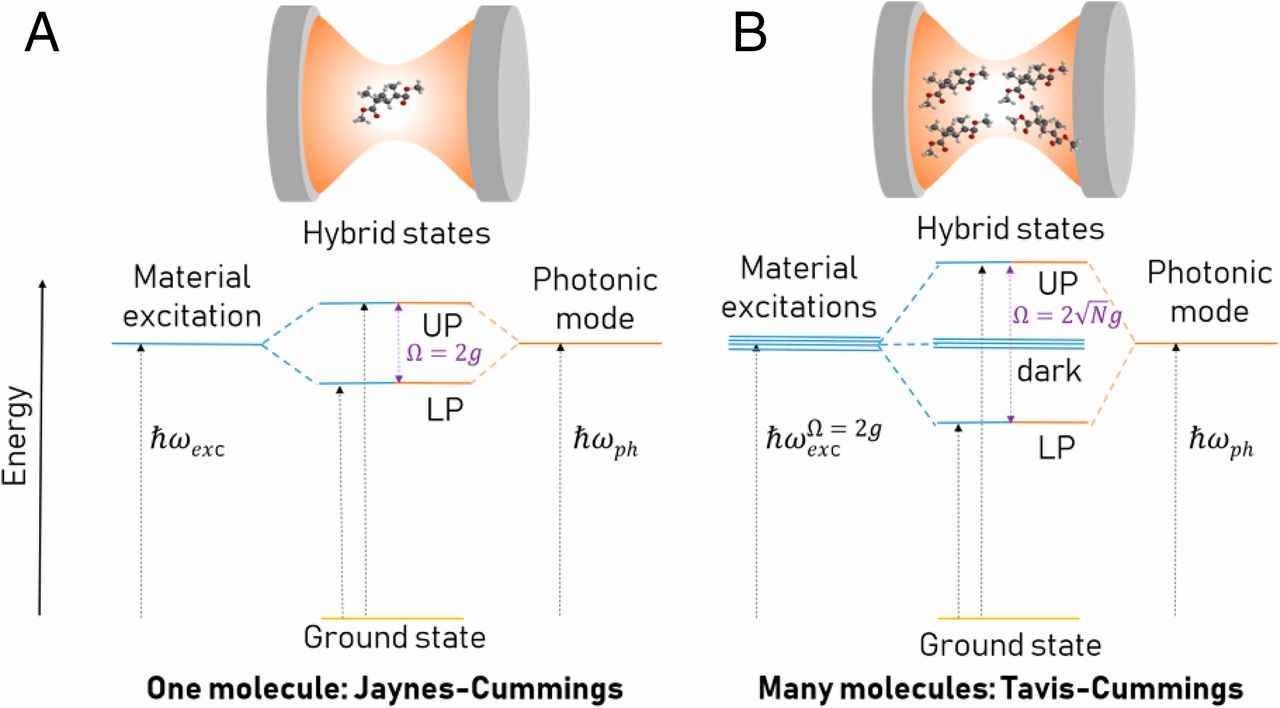 A
Hybrid states
Material
excitation
Photonic
mode
UP
Ω = 2g
LP
Energy
ħω_exc
ħω_ph
Ground state
One molecule: Jaynes-Cummings
B
Hybrid states
Material
excitations
Photonic
mode
UP
Ω = 2√Ng
dark
LP
ħω_exc^Ω = 2g
ħω_ph
Ground state
Many molecules: Tavis-Cummings